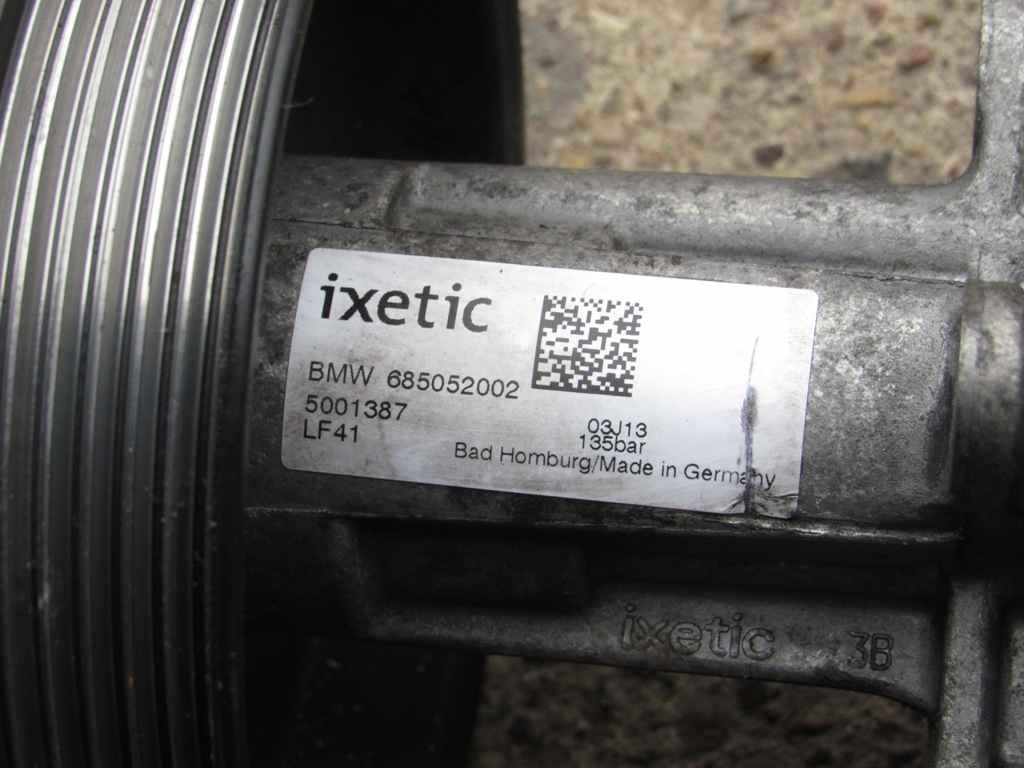 ixetic
BMW 685052002
5001387
LF41
03J13
135bar
Bad Homburg/Made in Germany
ixetic 3B